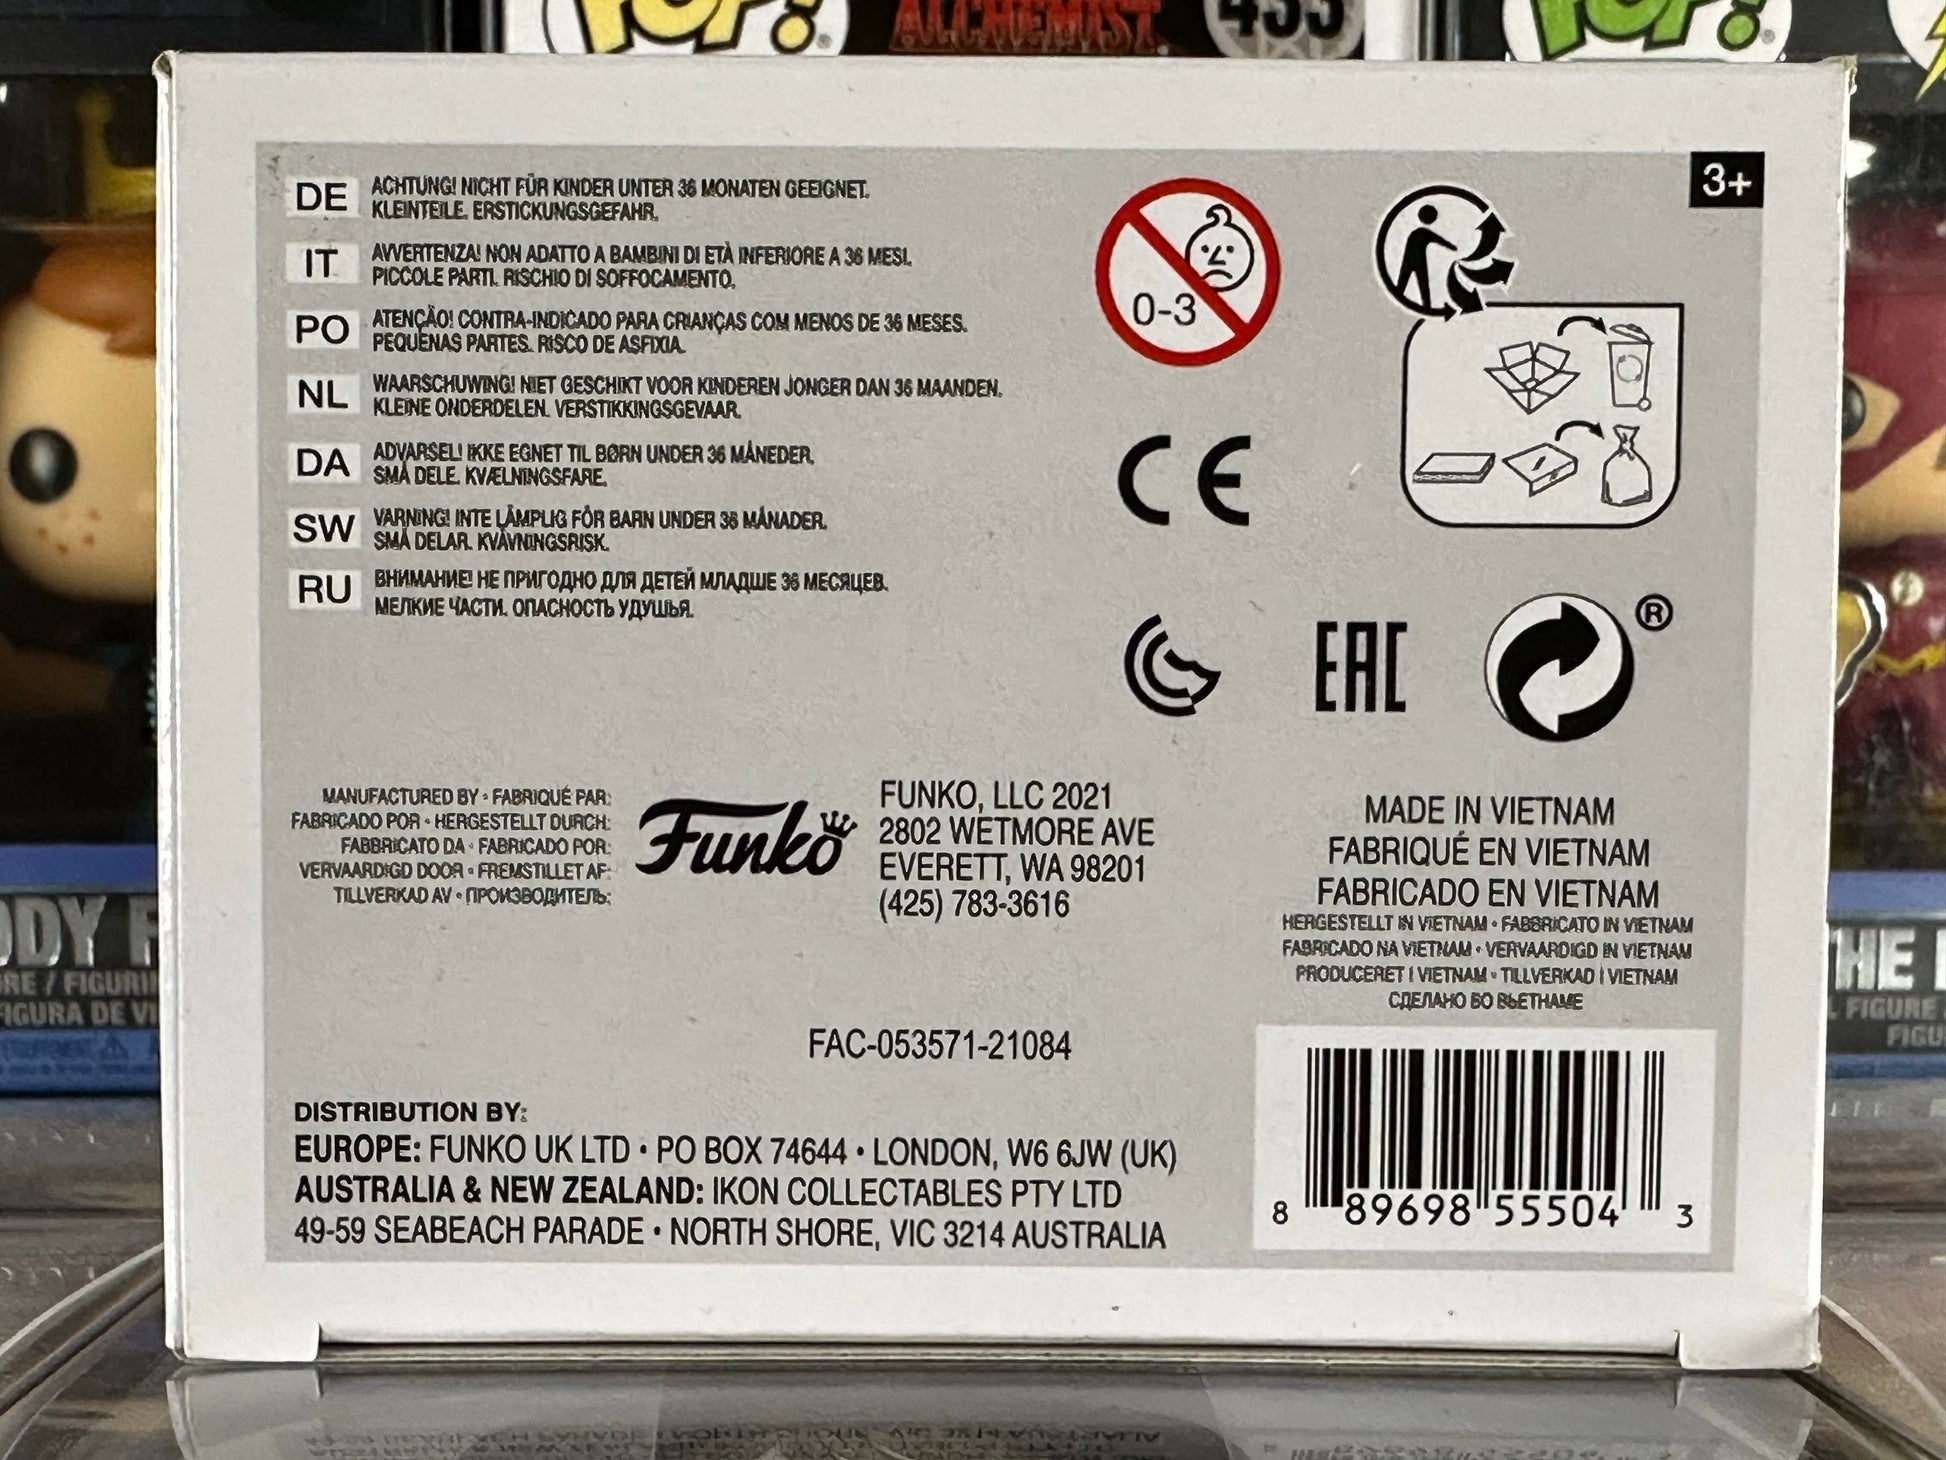 POP!
ALCHEMIST
POP!
3+
DE
ACHTUNG! NICHT FÜR KINDER UNTER 36 MONATEN GEEIGNET.
KLEINTEILE. ERSTICKUNGSGEFAHR.
IT
AVVERTENZA! NON ADATTO A BAMBINI DI ETÀ INFERIORE A 36 MESI.
PICCOLE PARTI. RISCHIO DI SOFFOCAMENTO.
PO
ATENÇÃO! CONTRA-INDICADO PARA CRIANÇAS COM MENOS DE 36 MESES.
PEQUENAS PARTES. RISCO DE ASFIXIA.
NL
WAARSCHUWING! NIET GESCHIKT VOOR KINDEREN JONGER DAN 36 MAANDEN.
KLEINE ONDERDELEN. VERSTIKKINGSGEVAAR.
DA
ADVARSEL! IKKE EGNET TIL BØRN UNDER 36 MÅNEDER.
SMÅ DELE. KVÆLNINGSFARE.
SW
VARNING! INTE LÄMPLIG FÖR BARN UNDER 36 MÅNADER.
SMÅ DELAR. KVÄVNINGSRISK.
RU
ВНИМАНИЕ! НЕ ПРИГОДНО ДЛЯ ДЕТЕЙ МЛАДШЕ 36 МЕСЯЦЕВ.
МЕЛКИЕ ЧАСТИ. ОПАСНОСТЬ УДУШЬЯ.
0-3
CE
EAC
®
MANUFACTURED BY • FABRIQUÉ PAR:
FABRICADO POR • HERGESTELLT DURCH:
FABBRICATO DA • FABRICADO POR:
VERVAARDIGD DOOR • FREMSTILLET AF:
TILLVERKAD AV • ПРОИЗВОДИТЕЛЬ:
Funko
FUNKO, LLC 2021
2802 WETMORE AVE
EVERETT, WA 98201
(425) 783-3616
MADE IN VIETNAM
FABRIQUÉ EN VIETNAM
FABRICADO EN VIETNAM
HERGESTELLT IN VIETNAM • FABBRICATO IN VIETNAM
FABRICADO NA VIETNAM • VERVAARDIGD IN VIETNAM
PRODUCERET I VIETNAM • TILLVERKAD I VIETNAM
СДЕЛАНО ВО ВЬЕТНАМЕ
FAC-053571-21084
DISTRIBUTION BY:
EUROPE: FUNKO UK LTD • PO BOX 74644 • LONDON, W6 6JW (UK)
AUSTRALIA & NEW ZEALAND: IKON COLLECTABLES PTY LTD
49-59 SEABEACH PARADE • NORTH SHORE, VIC 3214 AUSTRALIA
8 89698 55504 3